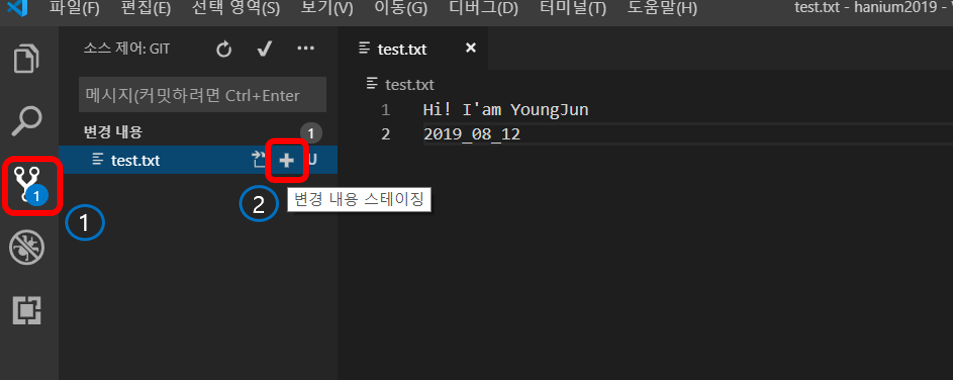 파일(F) 편집(E) 선택 영역(S) 보기(V) 이동(G) 디버그(D) 터미널(T) 도움말(H) test.txt - hanium2019 -
소스 제어: GIT
test.txt
메시지(커밋하려면 Ctrl+Enter
test.txt
변경 내용 1
test.txt U
1 Hi! I'am YoungJun
2 2019_08_12
1
1
2
변경 내용 스테이징